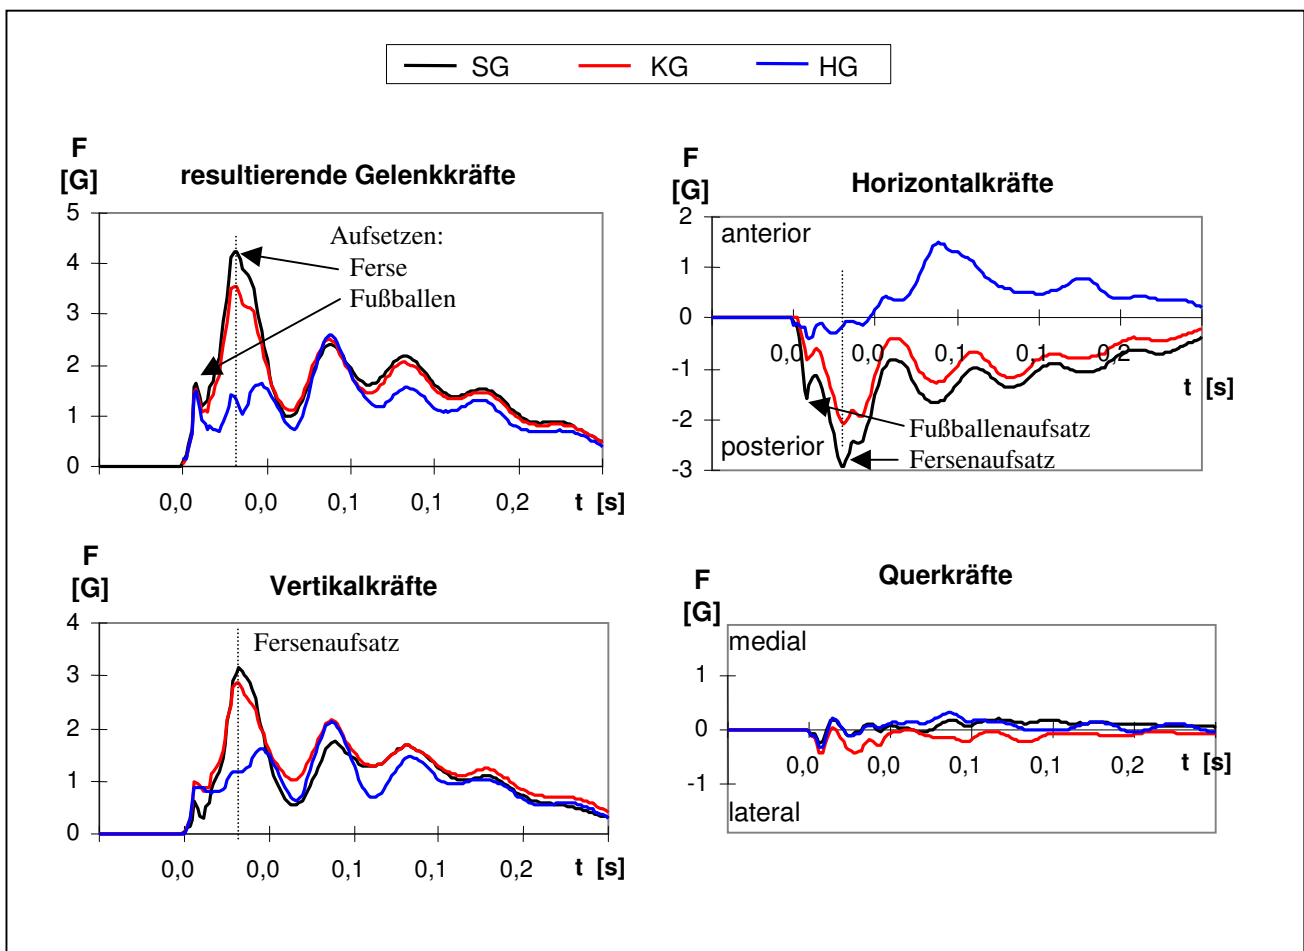 SG KG HG
F
[G]
resultierende Gelenkkräfte
5
4
3
2
1
0
Aufsetzen:
Ferse
Fußballen
0,0 0,0 0,1 0,1 0,2 t [s]
F
[G]
Horizontalkräfte
2
1
0
-1
-2
-3
anterior
0,0 0,0 0,1 0,1 0,2
t [s]
Fußballenaufsatz
posterior
Fersenaufsatz
F
[G]
Vertikalkräfte
4
3
2
1
0
Fersenaufsatz
0,0 0,0 0,1 0,1 0,2 t [s]
F
[G]
Querkräfte
medial
1
0
-1
0,0 0,0 0,1 0,1 0,2 t [s]
lateral